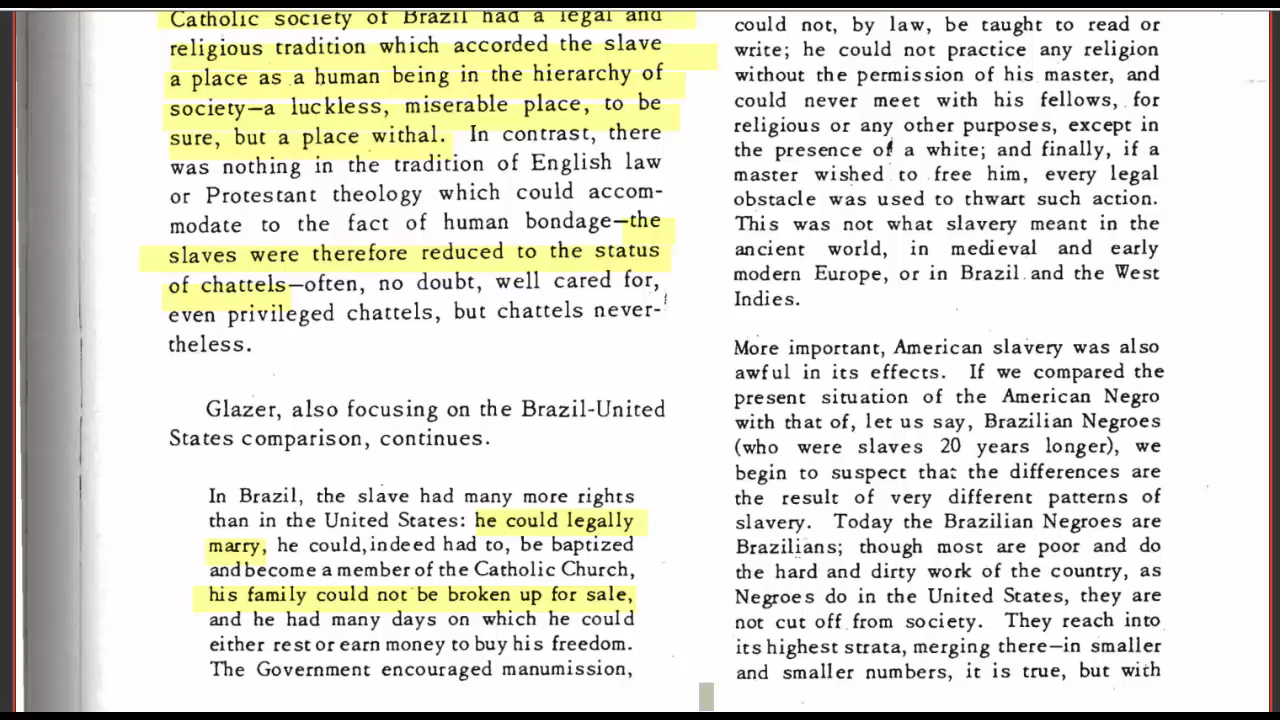 Catholic society of Brazil had a legal and
religious tradition which accorded the slave
a place as a human being in the hierarchy of
society—a luckless, miserable place, to be
sure, but a place withal. In contrast, there
was nothing in the tradition of English law
or Protestant theology which could accom-
modate to the fact of human bondage—the
slaves were therefore reduced to the status
of chattels—often, no doubt, well cared for,
even privileged chattels, but chattels never-
theless.
Glazer, also focusing on the Brazil-United
States comparison, continues.
In Brazil, the slave had many more rights
than in the United States: he could legally
marry, he could, indeed had to, be baptized
and become a member of the Catholic Church,
his family could not be broken up for sale,
and he had many days on which he could
either rest or earn money to buy his freedom.
The Government encouraged manumission,
could not, by law, be taught to read or
write; he could not practice any religion
without the permission of his master, and
could never meet with his fellows, for
religious or any other purposes, except in
the presence of a white; and finally, if a
master wished to free him, every legal
obstacle was used to thwart such action.
This was not what slavery meant in the
ancient world, in medieval and early
modern Europe, or in Brazil and the West
Indies.
More important, American slavery was also
awful in its effects. If we compared the
present situation of the American Negro
with that of, let us say, Brazilian Negroes
(who were slaves 20 years longer), we
begin to suspect that the differences are
the result of very different patterns of
slavery. Today the Brazilian Negroes are
Brazilians; though most are poor and do
the hard and dirty work of the country, as
Negroes do in the United States, they are
not cut off from society. They reach into
its highest strata, merging there—in smaller
and smaller numbers, it is true, but with